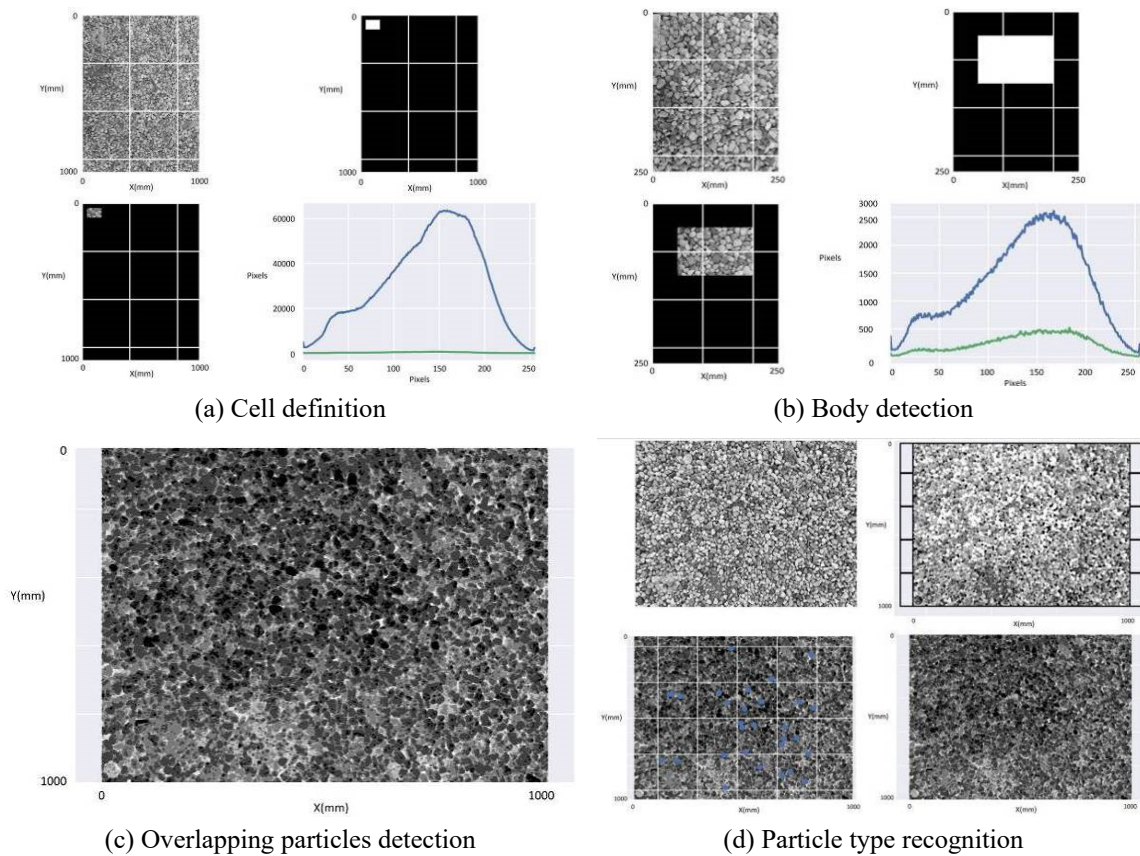 0
Y(mm)
1000
0
1000
X(mm)
0
Y(mm)
1000
0
1000
X(mm)
0
Y(mm)
1000
0
1000
X(mm)
60000
Pixels
40000
20000
0
0
50
100
150
200
250
Pixels
(a) Cell definition
0
Y(mm)
250
0
250
X(mm)
0
Y(mm)
250
0
250
X(mm)
0
Y(mm)
250
0
250
X(mm)
3000
3000
2500
Pixels
2000
1500
1000
500
0
0
50
100
150
200
250
Pixels
(b) Body detection
0
Y(mm)
1000
0
1000
X(mm)
(c) Overlapping particles detection
0
Y(mm)
1000
0
1000
X(mm)
0
Y(mm)
1000
0
1000
X(mm)
0
Y(mm)
1000
0
1000
X(mm)
(d) Particle type recognition